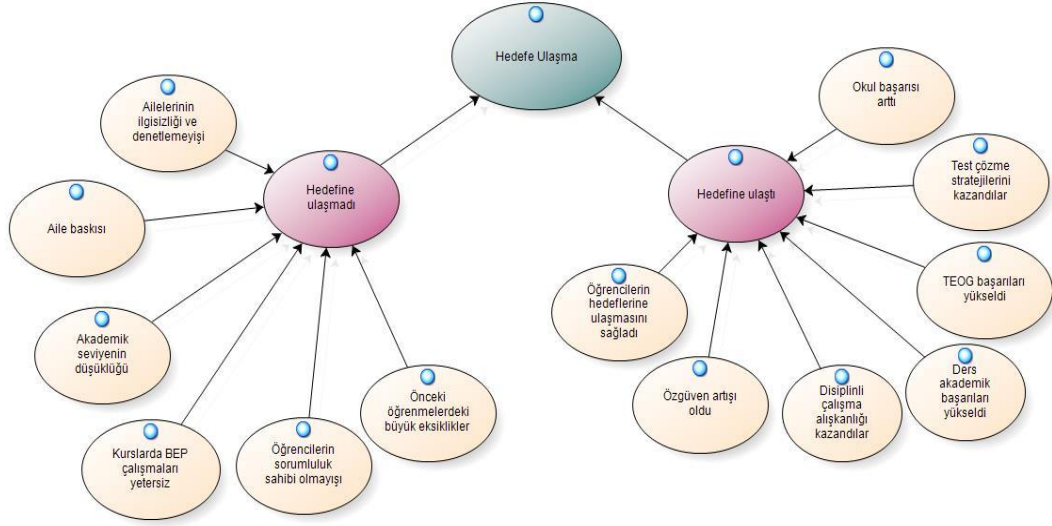 Hedefe Ulaşma
Ailelerinin
ilgisizliği ve
denetlemeyişi
Aile baskısı
Akademik
seviyenin
düşüklüğü
Kurslarda BEP
çalışmaları
yetersiz
Öğrencilerin
sorumluluk
sahibi olmayışı
Önceki
öğrenmelerdeki
büyük eksiklikler
Hedefine
ulaşmadı
Hedefine ulaştı
Okul başarısı
arttı
Test çözme
stratejilerini
kazandılar
TEOG başarıları
yükseldi
Ders
akademik
başarıları
yükseldi
Disiplinli
çalışma
alışkanlığı
kazandılar
Özgüven artışı
oldu
Öğrencilerin
hedeflerine
ulaşmasını
sağladı